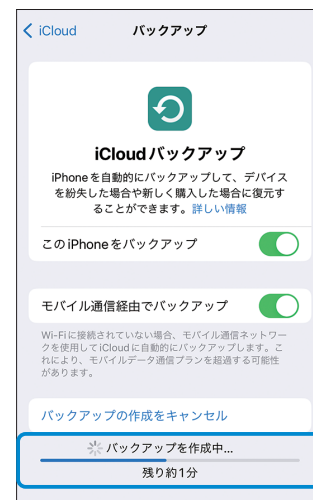 iCloud バックアップ
iCloudバックアップ
iPhoneを自動的にバックアップして、デバイス
を紛失した場合や新しく購入した場合に復元す
ることができます。詳しい情報
このiPhoneをバックアップ
モバイル通信経由でバックアップ
Wi-Fiに接続されていない場合、モバイル通信ネットワー
クを使用してiCloudに自動的にバックアップします。こ
れにより、モバイルデータ通信プランを超過する可能性
があります。
バックアップの作成をキャンセル
バックアップを作成中...
残り約1分